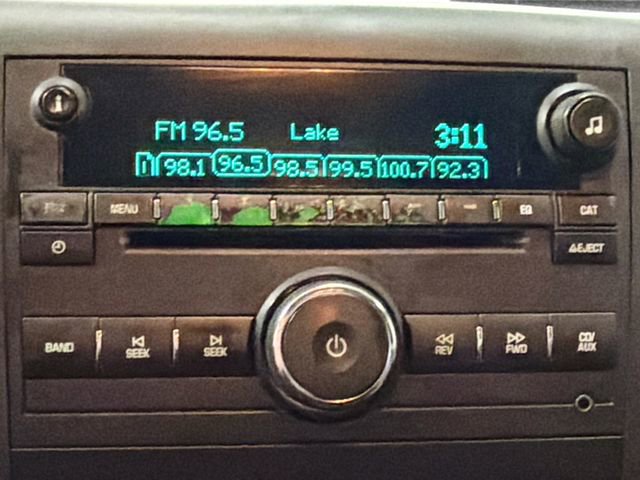 FM 96.5 Lake 3:11
1 98.1 96.5 98.5 99.5 100.7 92.3
MENU EQ CAT
EJECT
BAND SEEK SEEK REV FWD CD/AUX